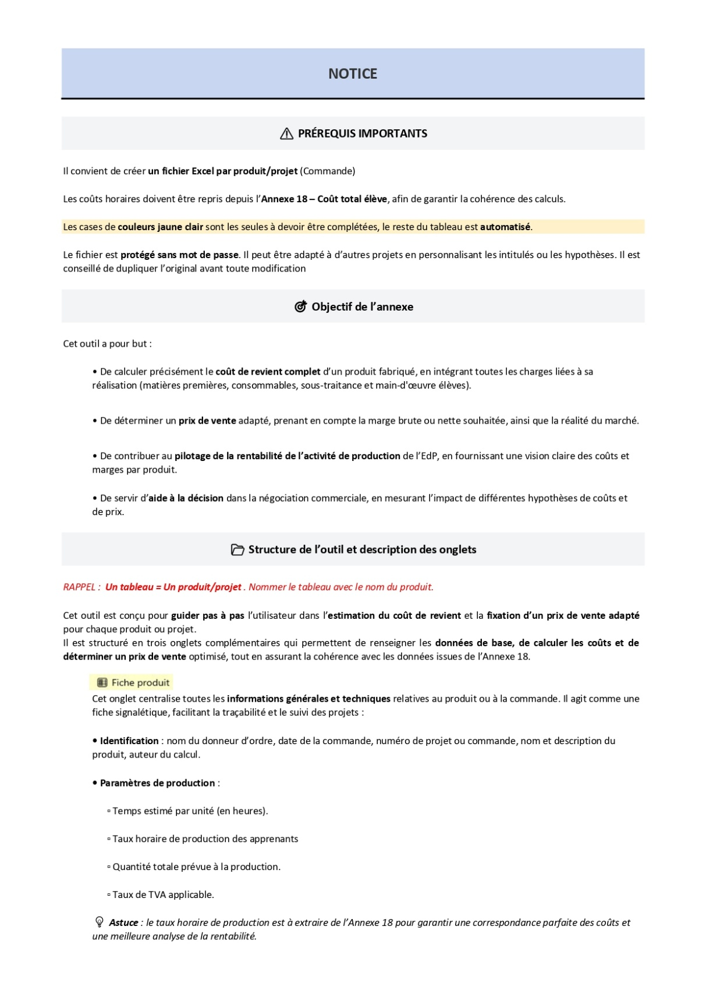 NOTICE
⚠ PRÉREQUIS IMPORTANTS
Il convient de créer un fichier Excel par produit/projet (Commande)
Les coûts horaires doivent être repris depuis l’Annexe 18 – Coût total élève, afin de garantir la cohérence des calculs.
Les cases de couleurs jaune clair sont les seules à devoir être complétées, le reste du tableau est automatisé.
Le fichier est protégé sans mot de passe. Il peut être adapté à d’autres projets en personnalisant les intitulés ou les hypothèses. Il est
conseillé de dupliquer l’original avant toute modification
Objectif de l’annexe
Cet outil a pour but :
• De calculer précisément le coût de revient complet d’un produit fabriqué, en intégrant toutes les charges liées à sa
réalisation (matières premières, consommables, sous-traitance et main-d'œuvre élèves).
• De déterminer un prix de vente adapté, prenant en compte la marge brute ou nette souhaitée, ainsi que la réalité du marché.
• De contribuer au pilotage de la rentabilité de l’activité de production de l’EdP, en fournissant une vision claire des coûts et
marges par produit.
• De servir d’aide à la décision dans la négociation commerciale, en mesurant l’impact de différentes hypothèses de coûts et
de prix.
Structure de l’outil et description des onglets
RAPPEL : Un tableau = Un produit/projet . Nommer le tableau avec le nom du produit.
Cet outil est conçu pour guider pas à pas l’utilisateur dans l’estimation du coût de revient et la fixation d’un prix de vente adapté
pour chaque produit ou projet.
Il est structuré en trois onglets complémentaires qui permettent de renseigner les données de base, de calculer les coûts et de
déterminer un prix de vente optimisé, tout en assurant la cohérence avec les données issues de l’Annexe 18.
Fiche produit
Cet onglet centralise toutes les informations générales et techniques relatives au produit ou à la commande. Il agit comme une
fiche signalétique, facilitant la traçabilité et le suivi des projets :
• Identification : nom du donneur d’ordre, date de la commande, numéro de projet ou commande, nom et description du
produit, auteur du calcul.
• Paramètres de production :
▫ Temps estimé par unité (en heures).
▫ Taux horaire de production des apprenants
▫ Quantité totale prévue à la production.
▫ Taux de TVA applicable.
Astuce : le taux horaire de production est à extraire de l’Annexe 18 pour garantir une correspondance parfaite des coûts et
une meilleure analyse de la rentabilité.